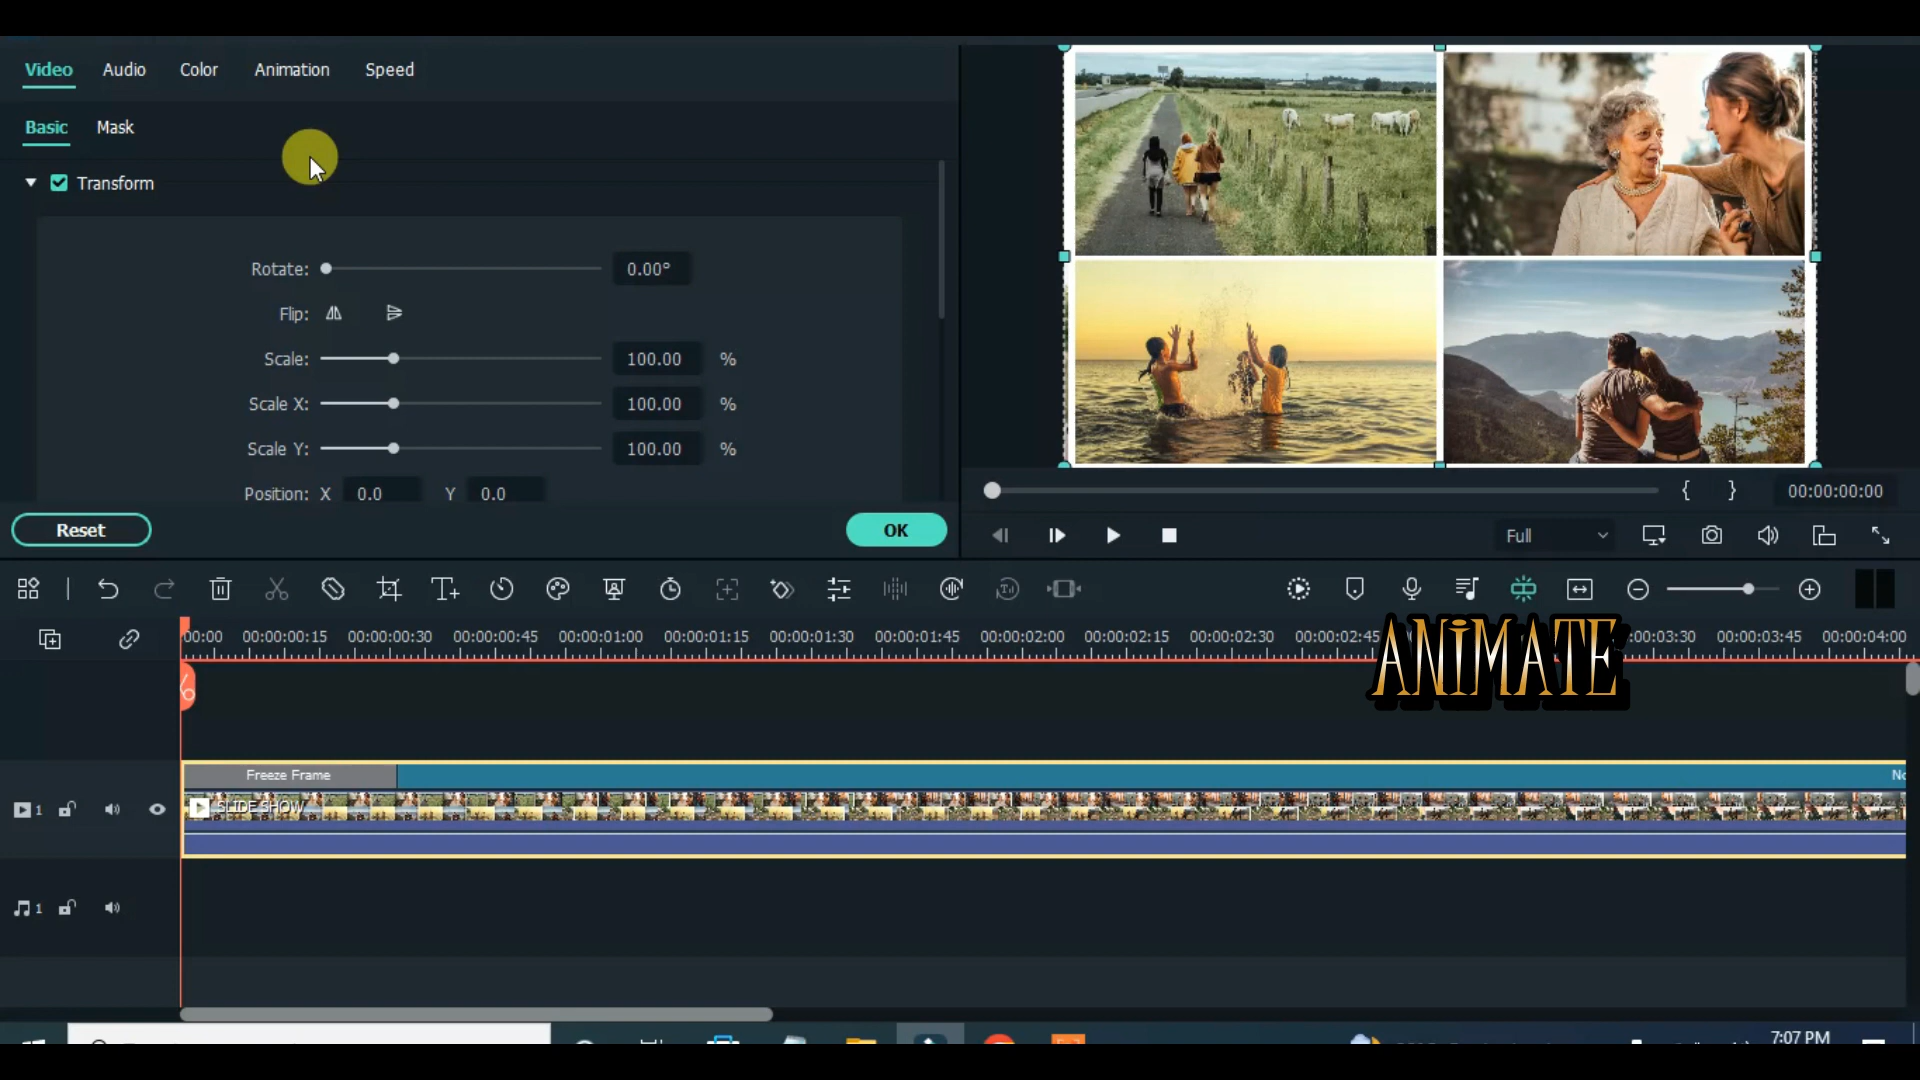 Video Audio Color Animation Speed
Basic Mask
Transform
Rotate: 0.00°
Flip:
Scale: 100.00 %
Scale X: 100.00 %
Scale Y: 100.00 %
Position: X 0.0 Y 0.0
Reset OK
{ } 00:00:00:00
Full
00:00 00:00:00:15 00:00:00:30 00:00:00:45 00:00:01:00 00:00:01:15 00:00:01:30 00:00:01:45 00:00:02:00 00:00:02:15 00:00:02:30 00:00:02:45 :00:03:30 00:00:03:45 00:00:04:00
ANiMATE
Freeze Frame
1 SLIDE SHOW
1
7:07 PM